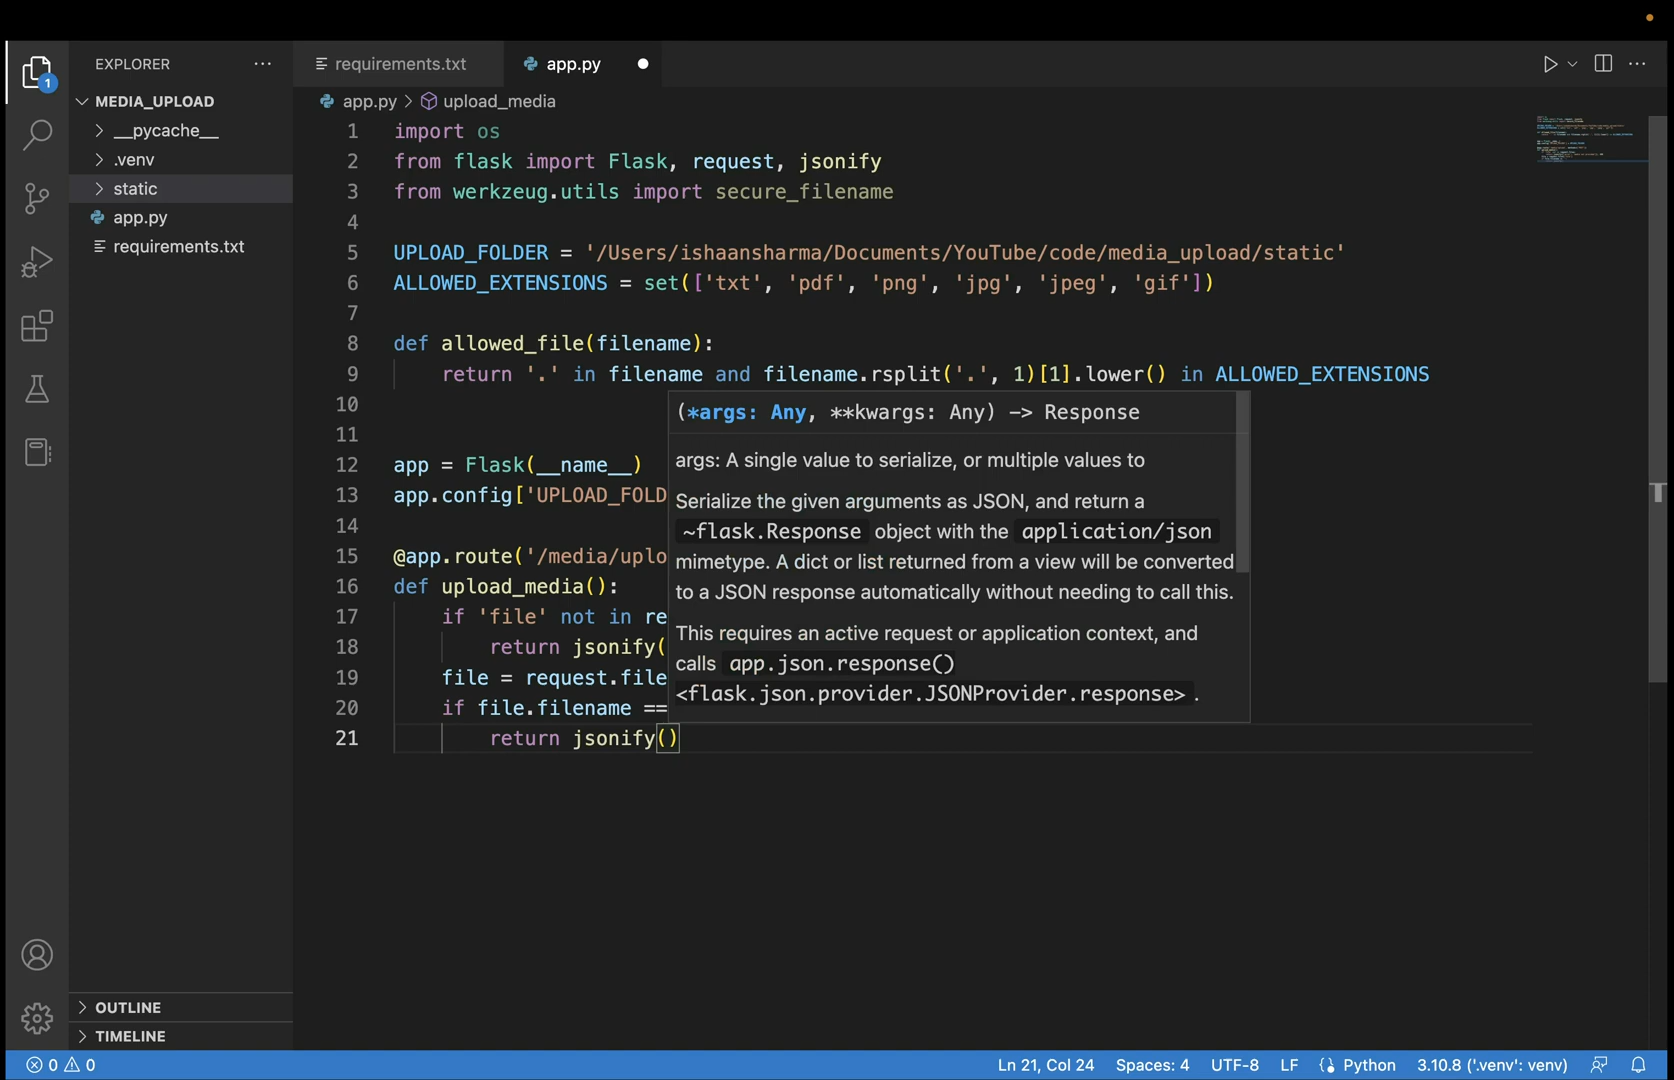 EXPLORER
requirements.txt
app.py
1
MEDIA_UPLOAD
app.py > upload_media
__pycache__
.venv
static
app.py
requirements.txt
1 import os
2 from flask import Flask, request, jsonify
3 from werkzeug.utils import secure_filename
4
5 UPLOAD_FOLDER = '/Users/ishaansharma/Documents/YouTube/code/media_upload/static'
6 ALLOWED_EXTENSIONS = set(['txt', 'pdf', 'png', 'jpg', 'jpeg', 'gif'])
7
8 def allowed_file(filename):
9 return '.' in filename and filename.rsplit('.', 1)[1].lower() in ALLOWED_EXTENSIONS
10
11
12 app = Flask(__name__)
13 app.config['UPLOAD_FOLD
14
15 @app.route('/media/uplo
16 def upload_media():
17 if 'file' not in re
18 return jsonify(
19 file = request.file
20 if file.filename ==
21 return jsonify()
(*args: Any, **kwargs: Any) -> Response
args: A single value to serialize, or multiple values to
Serialize the given arguments as JSON, and return a
~flask.Response object with the application/json
mimetype. A dict or list returned from a view will be converted
to a JSON response automatically without needing to call this.
This requires an active request or application context, and
calls app.json.response()
<flask.json.provider.JSONProvider.response> .
OUTLINE
TIMELINE
0 0
Ln 21, Col 24
Spaces: 4
UTF-8
LF
Python
3.10.8 ('.venv': venv)